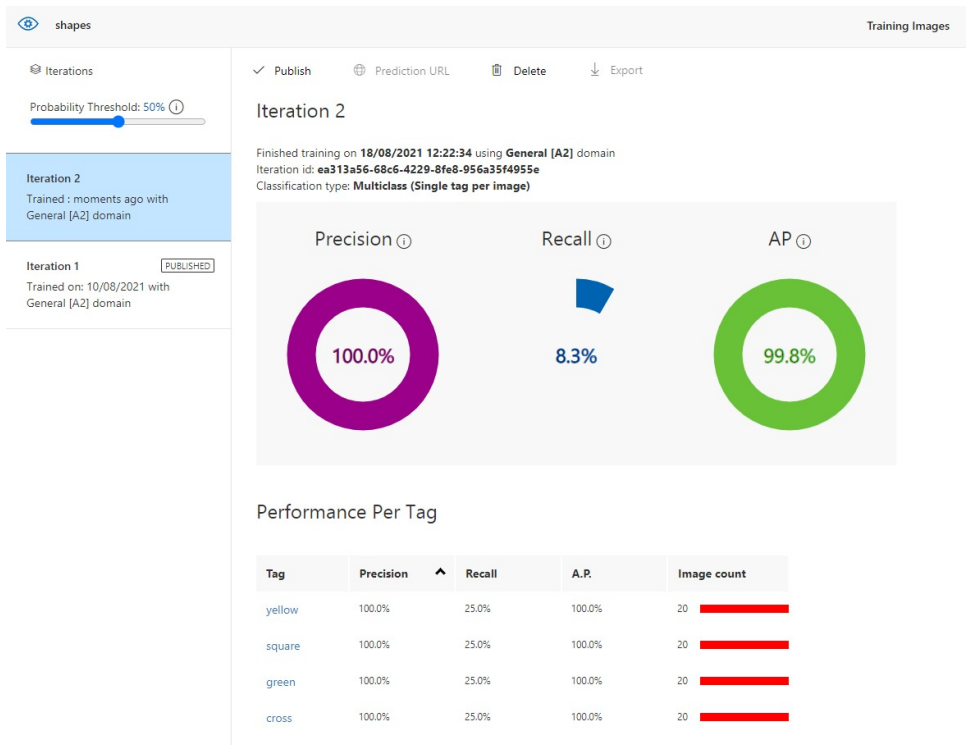 shapes
Training Images
Iterations
Probability Threshold: 50%
Iteration 2
Trained : moments ago with
General [A2] domain
Iteration 1 PUBLISHED
Trained on: 10/08/2021 with
General [A2] domain
Publish Prediction URL Delete Export
Iteration 2
Finished training on 18/08/2021 12:22:34 using General [A2] domain
Iteration id: ea313a56-68c6-4229-8fe8-956a35f4955e
Classification type: Multiclass (Single tag per image)
Precision Recall AP
100.0% 8.3% 99.8%
Performance Per Tag
Tag Precision Recall A.P. Image count
yellow 100.0% 25.0% 100.0% 20
square 100.0% 25.0% 100.0% 20
green 100.0% 25.0% 100.0% 20
cross 100.0% 25.0% 100.0% 20